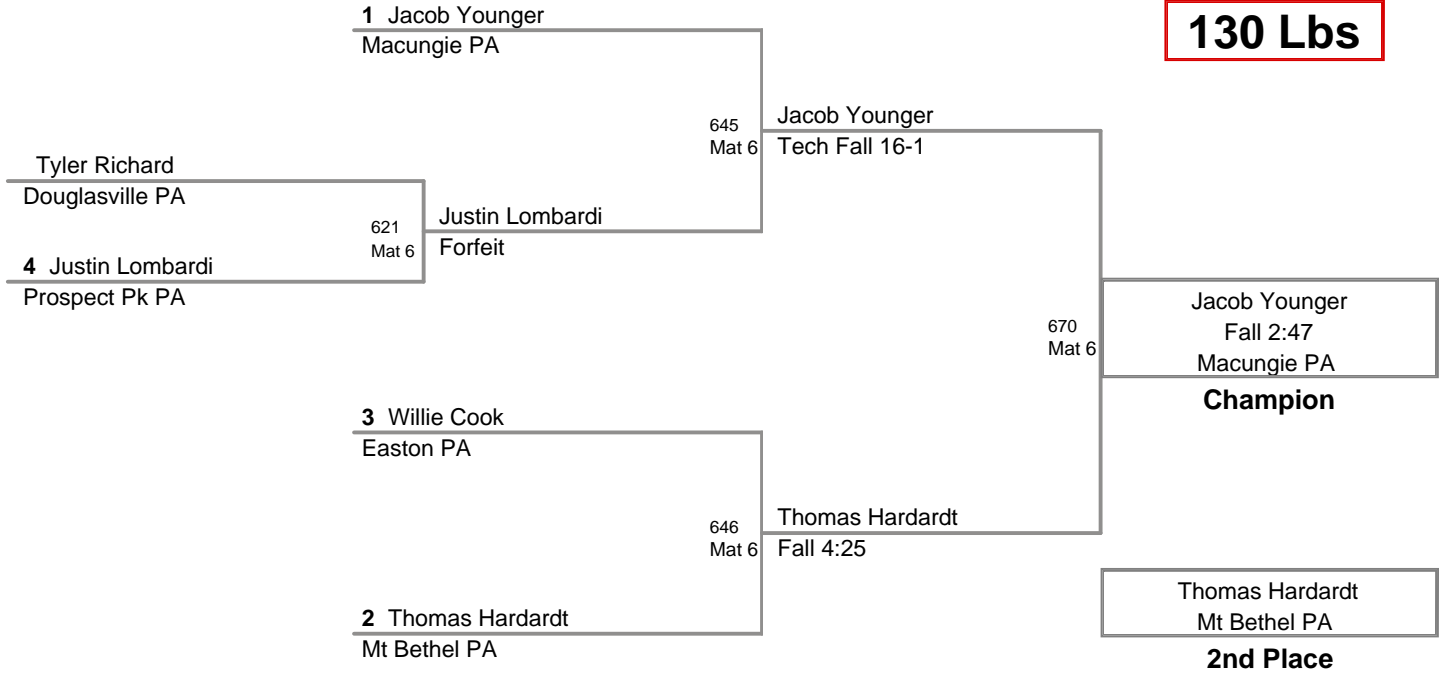 130 Lbs
1 Jacob Younger
Macungie PA
645
Mat 6
Jacob Younger
Tech Fall 16-1
Tyler Richard
Douglasville PA
621
Mat 6
Justin Lombardi
Forfeit
4 Justin Lombardi
Prospect Pk PA
670
Mat 6
Jacob Younger
Fall 2:47
Macungie PA
Champion
3 Willie Cook
Easton PA
646
Mat 6
Thomas Hardardt
Fall 4:25
2 Thomas Hardardt
Mt Bethel PA
Thomas Hardardt
Mt Bethel PA
2nd Place